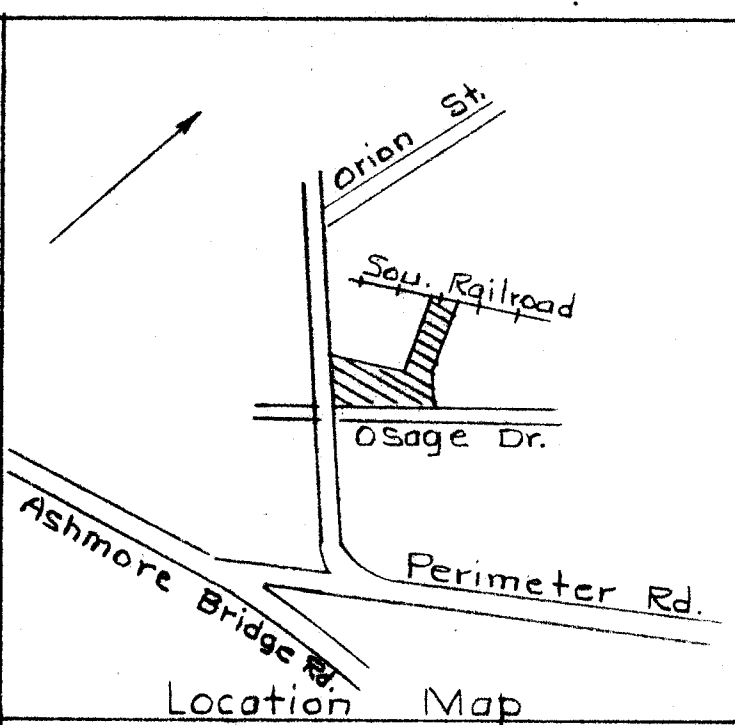 Orion St.
Sou. Railroad
Osage Dr.
Ashmore Bridge Rd.
Perimeter Rd.
Location Map